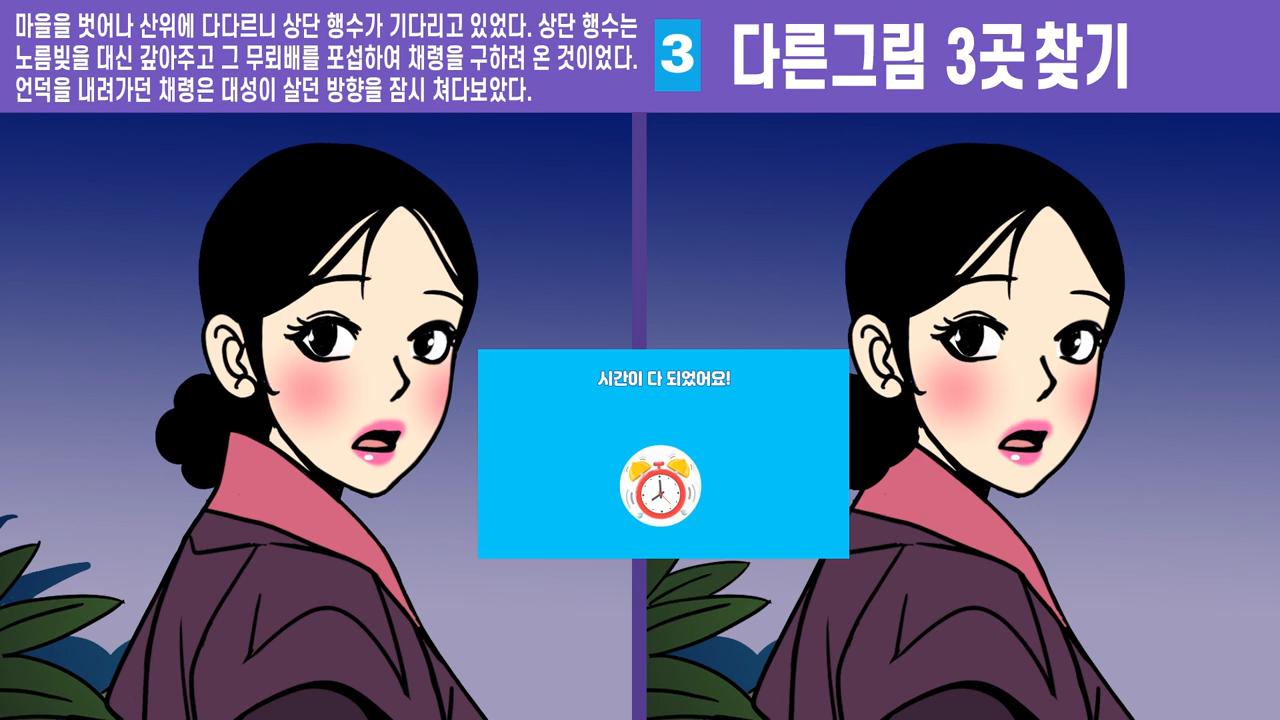 마을을 벗어나 산위에 다다르니 상단 행수가 기다리고 있었다. 상단 행수는
노름빚을 대신 갚아주고 그 무뢰배를 포섭하여 채령을 구하려 온 것이었다.
언덕을 내려가던 채령은 대성이 살던 방향을 잠시 쳐다보았다.
3 다른그림 3곳 찾기
시간이 다 되었어요!